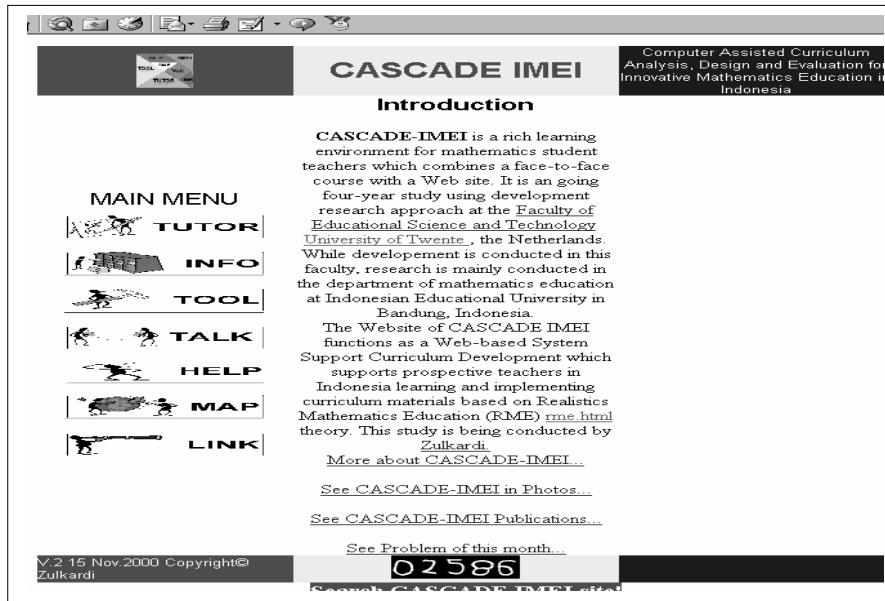 CASCADE IMEI
Computer Assisted Curriculum
Analysis, Design and Evaluation for
Innovative Mathematics Education in
Indonesia
TOOL
TALK
TUTOR
Introduction
CASCADE-IMEI is a rich learning
environment for mathematics student
teachers which combines a face-to-face
course with a Web site. It is an going
four-year study using development
research approach at the Faculty of
Educational Science and Technology
University of Twente , the Netherlands.
While developement is conducted in this
faculty, research is mainly conducted in
the department of mathematics education
at Indonesian Educational University in
Bandung, Indonesia.
The Website of CASCADE IMEI
functions as a Web-based System
Support Curriculum Development which
supports prospective teachers in
Indonesia learning and implementing
curriculum materials based on Realistics
Mathematics Education (RME) rme.html
theory. This study is being conducted by
Zulkardi.
More about CASCADE-IMEI...
See CASCADE-IMEI in Photos...
See CASCADE-IMEI Publications...
See Problem of this month...
MAIN MENU
TUTOR
INFO
TOOL
TALK
HELP
MAP
LINK
V.2 15 Nov.2000 Copyright©
Zulkardi
02586
Search CASCADE-IMEI site!